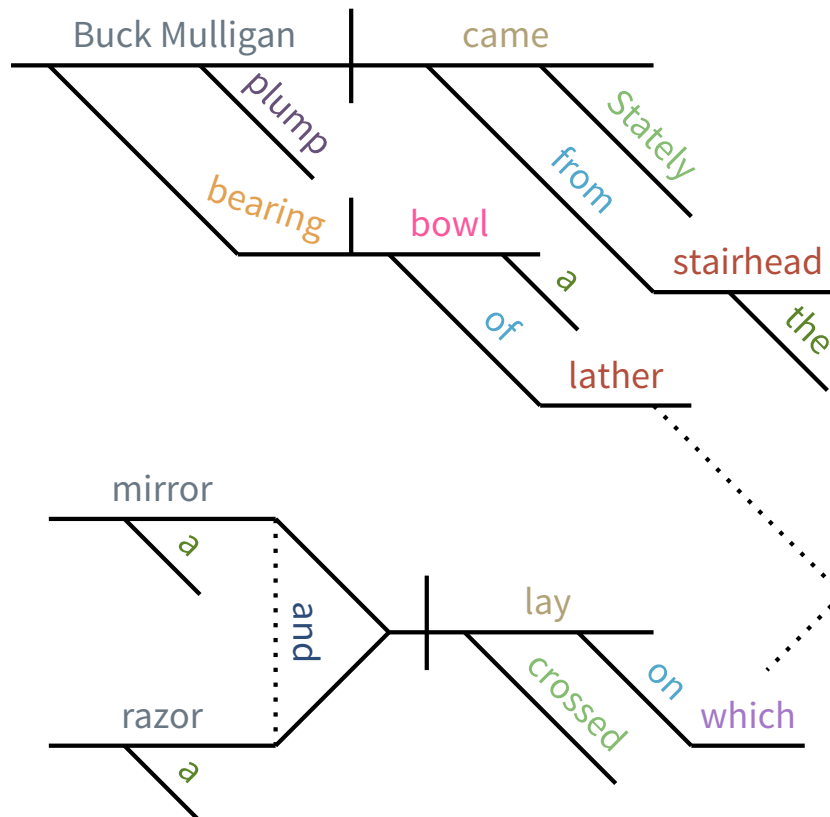 Buck Mulligan came
plump
Stately
from
bearing
bowl
a
stairhead
the
of
lather
mirror
a
and
lay
crossed
on
which
razor
a